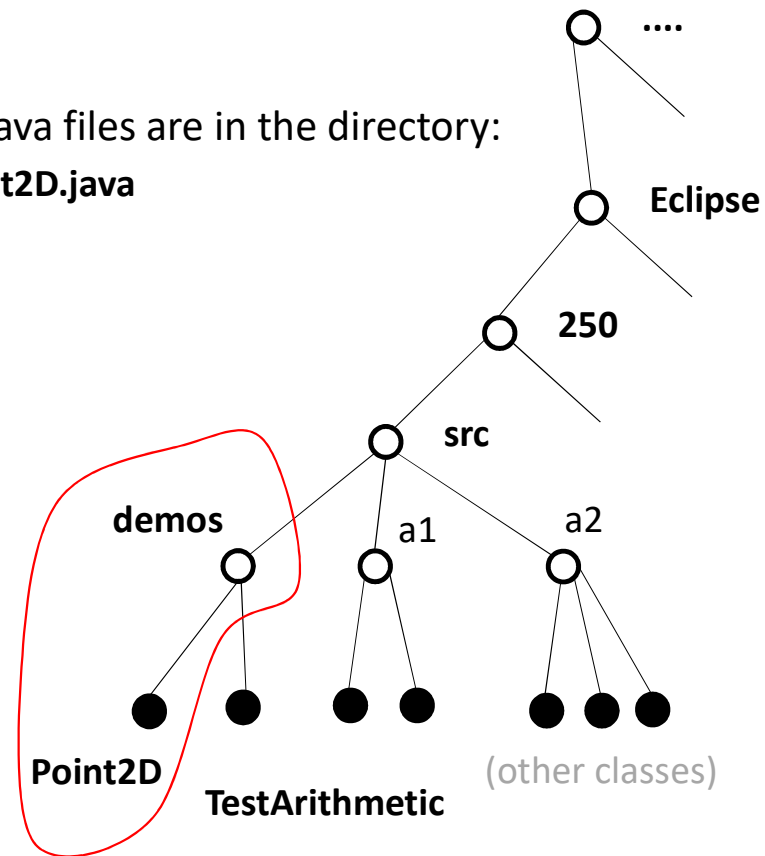 ....
ava files are in the directory:
t2D.java
Eclipse
250
src
demos
a1
a2
Point2D
(other classes)
TestArithmetic